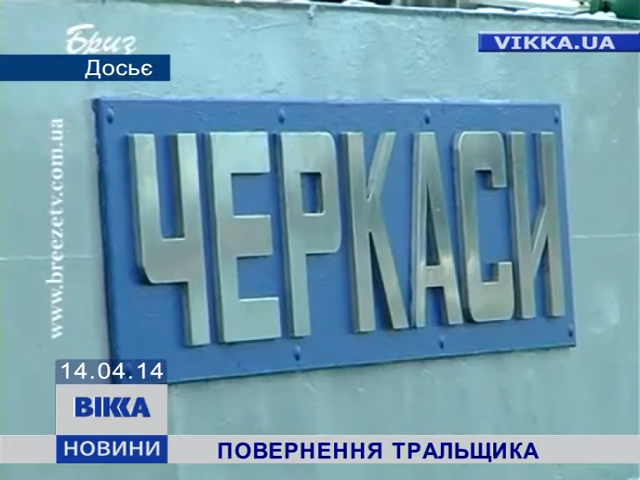 Бриз
VIKKA.UA
Досьє
www.breezetv.com.ua
ЧЕРКАСИ
14.04.14
ВІККА
НОВИНИ
ПОВЕРНЕННЯ ТРАЛЬЩИКА